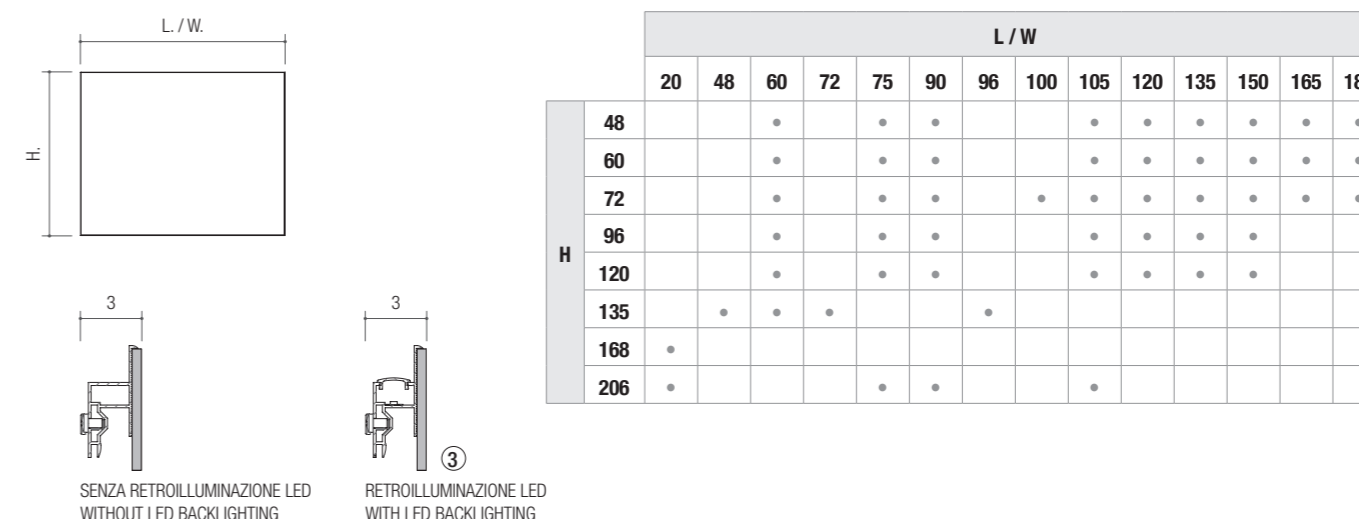 L. / W.
H.
3
3
3
SENZA RETROILLUMINAZIONE LED
WITHOUT LED BACKLIGHTING
RETROILLUMINAZIONE LED
WITH LED BACKLIGHTING
L / W
20 48 60 72 75 90 96 100 105 120 135 150 165
H
48 • • • • • • • • •
60 • • • • • • • • •
72 • • • • • • • • • •
96 • • • • • • •
120 • • • • • • •
135 • • • •
168 •
206 • • • •